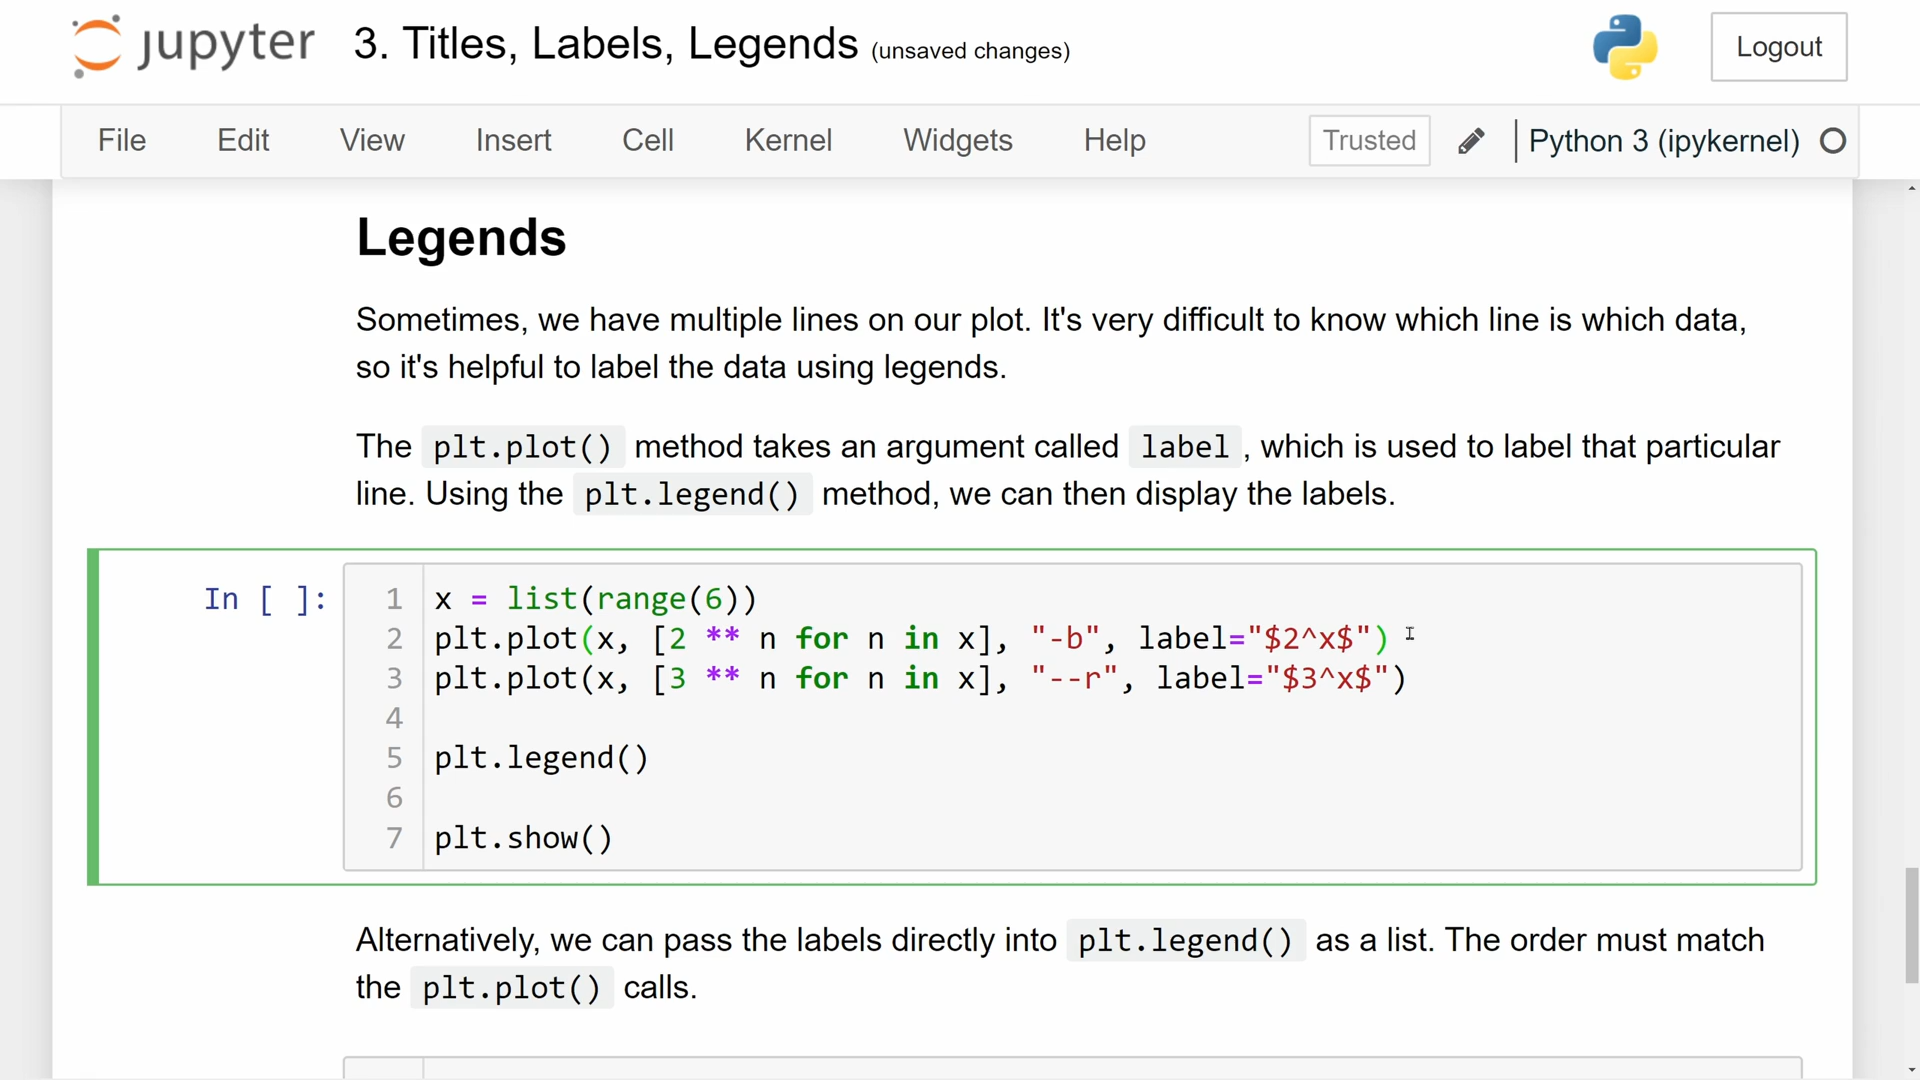 jupyter 3. Titles, Labels, Legends (unsaved changes) Logout
File Edit View Insert Cell Kernel Widgets Help Trusted Python 3 (ipykernel)
Legends
Sometimes, we have multiple lines on our plot. It's very difficult to know which line is which data,
so it's helpful to label the data using legends.
The plt.plot() method takes an argument called label , which is used to label that particular
line. Using the plt.legend() method, we can then display the labels.
In [ ]: 1 x = list(range(6))
2 plt.plot(x, [2 ** n for n in x], "-b", label="$2^x$")
3 plt.plot(x, [3 ** n for n in x], "--r", label="$3^x$")
4
5 plt.legend()
6
7 plt.show()
Alternatively, we can pass the labels directly into plt.legend() as a list. The order must match
the plt.plot() calls.